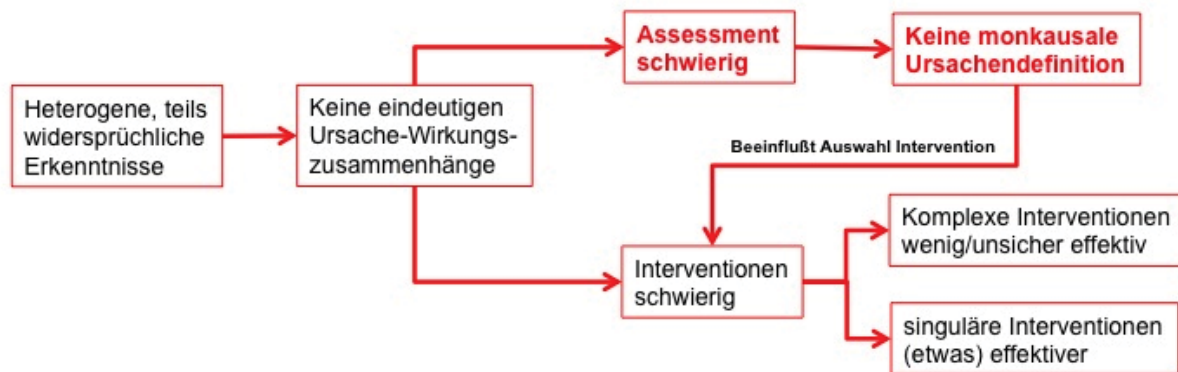 Assessment
schwierig
Keine monkausale
Ursachendefinition
Heterogene, teils
widersprüchliche
Erkenntnisse
Keine eindeutigen
Ursache-Wirkungs-
zusammenhänge
Beeinflußt Auswahl Intervention
Interventionen
schwierig
Komplexe Interventionen
wenig/unsicher effektiv
singuläre Interventionen
(etwas) effektiver